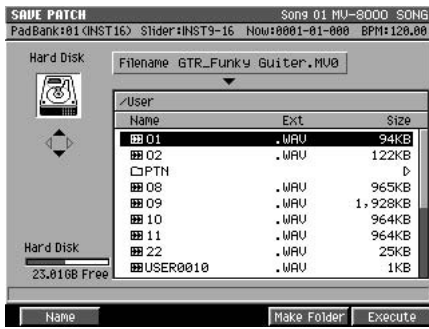 SAVE PATCH Song 01 MV-8000 SONG
PadBank:01(INST16) Slider:INST9-16 Now:0001-01-000 BPM:120.00
Hard Disk
Filename GTR_Funky Guiter.MV0
/User
Name Ext Size
01 .WAV 94KB
02 .WAV 122KB
PTN
08 .WAV 965KB
09 .WAV 1,928KB
10 .WAV 964KB
11 .WAV 964KB
22 .WAV 25KB
USER0010 .WAV 1KB
Hard Disk
23.01GB Free
Name Make Folder Execute